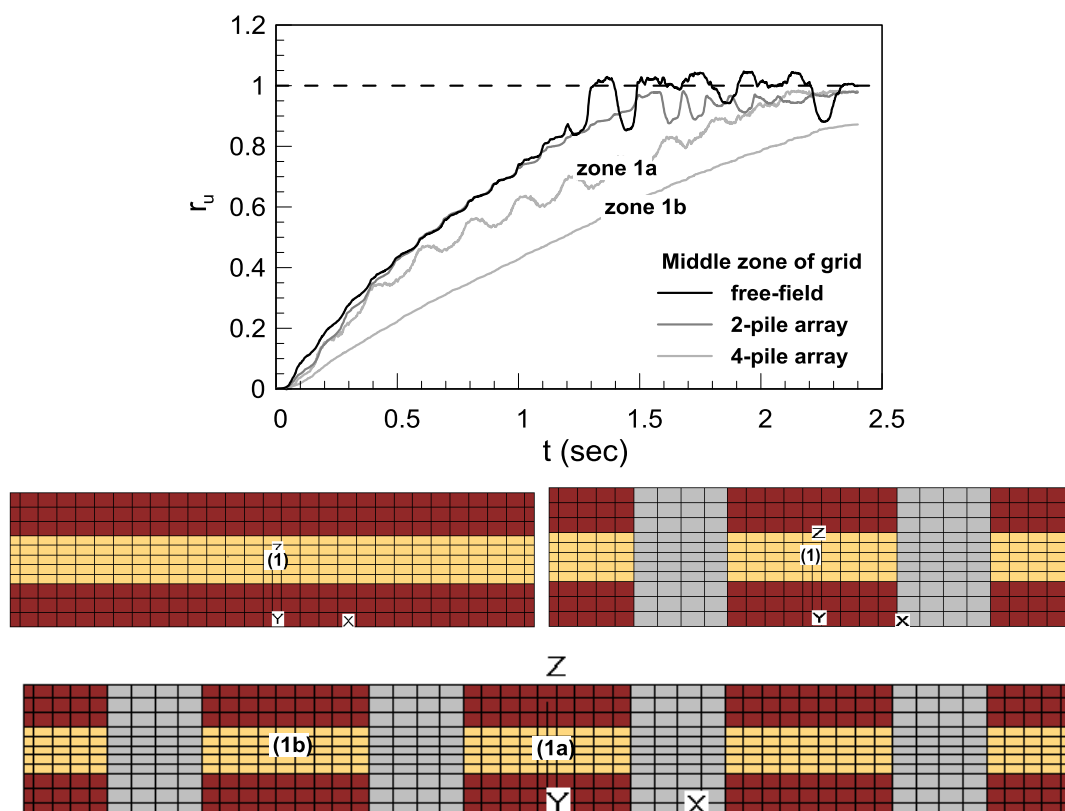 1.2
1
0.8
0.6
0.4
0.2
0
r_u
zone 1a
zone 1b
Middle zone of grid
free-field
2-pile array
4-pile array
0 0.5 1 1.5 2 2.5
t (sec)
Z
(1)
Y X
Z
(1)
Y X
Z
(1b) (1a)
Y X